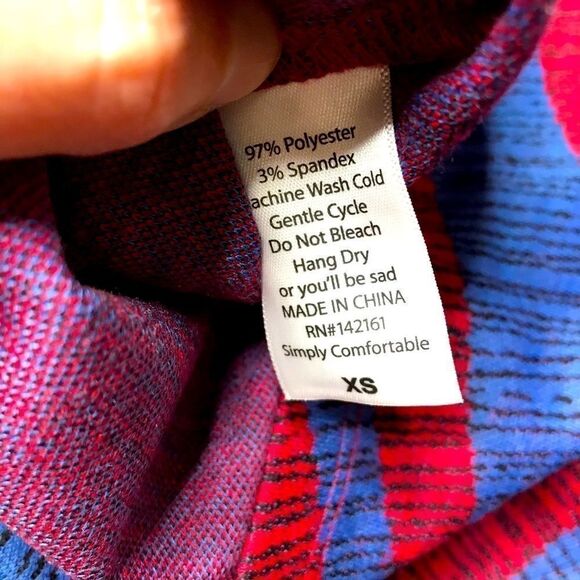 97% Polyester
3% Spandex
achine Wash Cold
Gentle Cycle
Do Not Bleach
Hang Dry
or you'll be sad
MADE IN CHINA
RN#142161
Simply Comfortable
XS